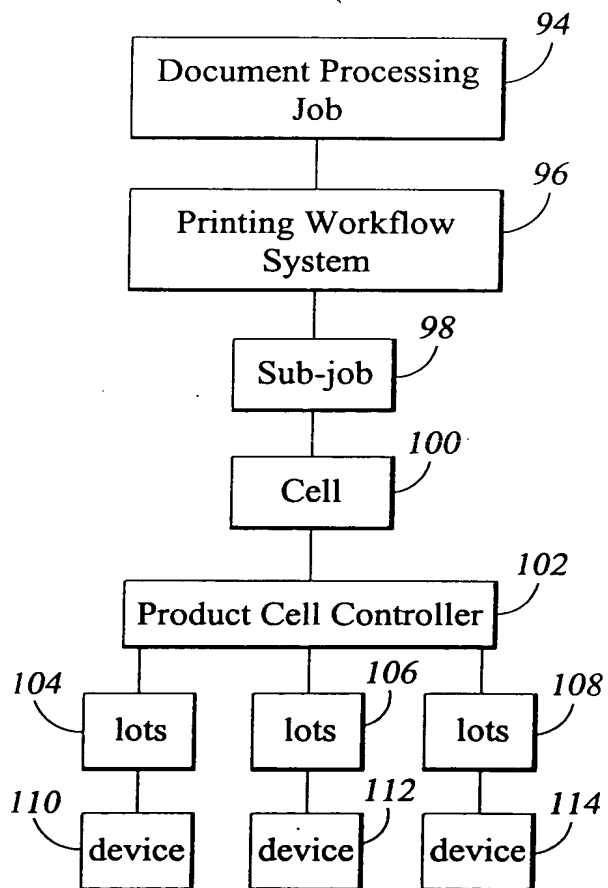 94
Document Processing
Job
96
Printing Workflow
System
98
Sub-job
100
Cell
102
Product Cell Controller
104 106 108
lots lots lots
110 112 114
device device device